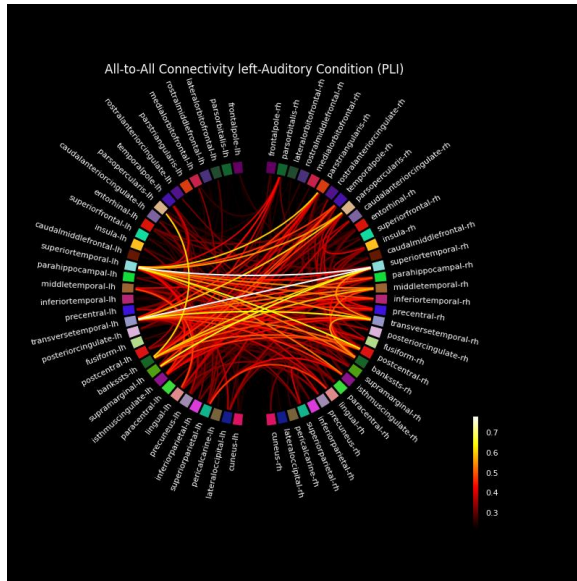 All-to-All Connectivity left-Auditory Condition (PLI)
frontalpole-lh
parsorbitalis-lh
lateralorbitofrontal-lh
rostralmiddlefrontal-lh
medialorbitofrontal-lh
parstriangularis-lh
rostralanteriorcingulate-lh
temporalpole-lh
parsopercularis-lh
caudalanteriorcingulate-lh
entorhinal-lh
superiorfrontal-lh
insula-lh
caudalmiddlefrontal-lh
superiortemporal-lh
parahippocampal-lh
middletemporal-lh
inferiortemporal-lh
precentral-lh
transversetemporal-lh
posteriorcingulate-lh
fusiform-lh
postcentral-lh
bankssts-lh
supramarginal-lh
isthmuscingulate-lh
paracentral-lh
lingual-lh
precuneus-lh
inferiorparietal-lh
superiorparietal-lh
pericalcarine-lh
lateraloccipital-lh
cuneus-lh
frontalpole-rh
parsorbitalis-rh
lateralorbitofrontal-rh
rostralmiddlefrontal-rh
medialorbitofrontal-rh
parstriangularis-rh
rostralanteriorcingulate-rh
temporalpole-rh
parsopercularis-rh
caudalanteriorcingulate-rh
entorhinal-rh
superiorfrontal-rh
insula-rh
caudalmiddlefrontal-rh
superiortemporal-rh
parahippocampal-rh
middletemporal-rh
inferiortemporal-rh
precentral-rh
transversetemporal-rh
posteriorcingulate-rh
fusiform-rh
postcentral-rh
bankssts-rh
supramarginal-rh
isthmuscingulate-rh
paracentral-rh
lingual-rh
precuneus-rh
inferiorparietal-rh
superiorparietal-rh
pericalcarine-rh
lateraloccipital-rh
cuneus-rh
0.7
0.6
0.5
0.4
0.3